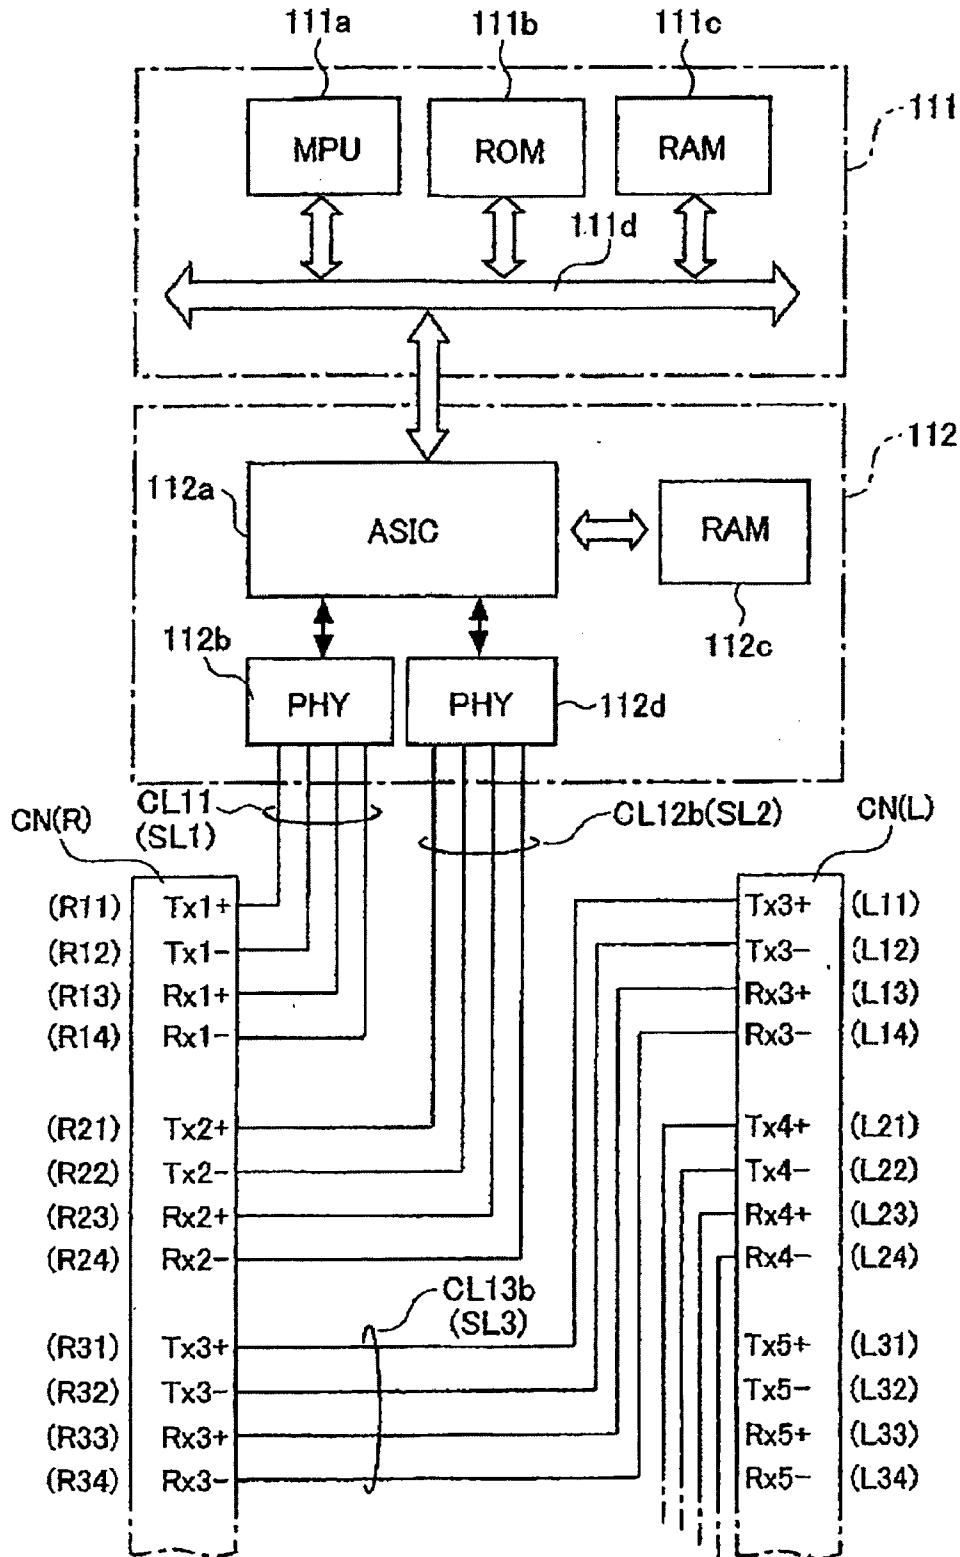 111a 111b 111c
111
MPU ROM RAM
111d
112
112a
ASIC RAM
112b 112c
PHY PHY 112d
CL11
(SL1)
CL12b(SL2)
CN(R) CN(L)
(R11) Tx1+ Tx3+ (L11)
(R12) Tx1- Tx3- (L12)
(R13) Rx1+ Rx3+ (L13)
(R14) Rx1- Rx3- (L14)
(R21) Tx2+ Tx4+ (L21)
(R22) Tx2- Tx4- (L22)
(R23) Rx2+ Rx4+ (L23)
(R24) Rx2- Rx4- (L24)
CL13b
(SL3)
(R31) Tx3+ Tx5+ (L31)
(R32) Tx3- Tx5- (L32)
(R33) Rx3+ Rx5+ (L33)
(R34) Rx3- Rx5- (L34)